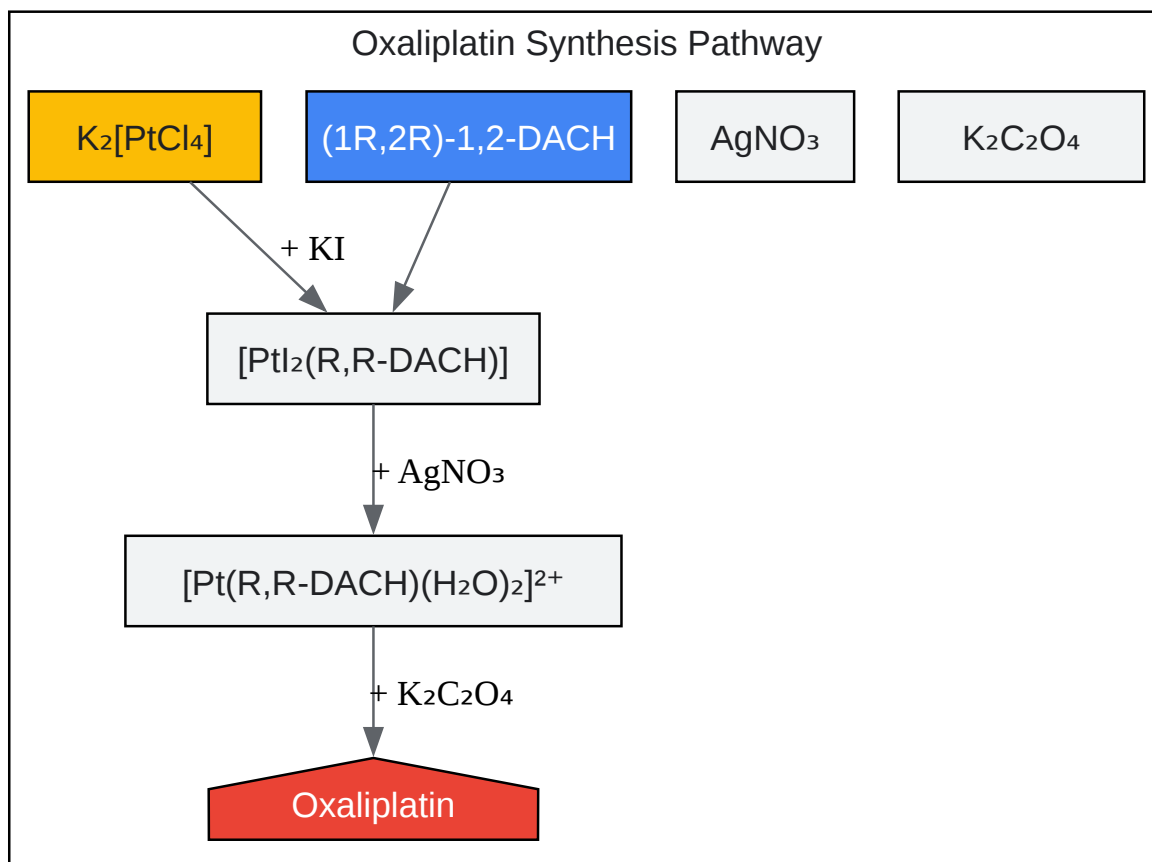 Oxaliplatin Synthesis Pathway
K₂[PtCl₄]
(1R,2R)-1,2-DACH
AgNO₃
K₂C₂O₄
+ KI
[PtI₂(R,R-DACH)]
+ AgNO₃
[Pt(R,R-DACH)(H₂O)₂]²⁺
+ K₂C₂O₄
Oxaliplatin